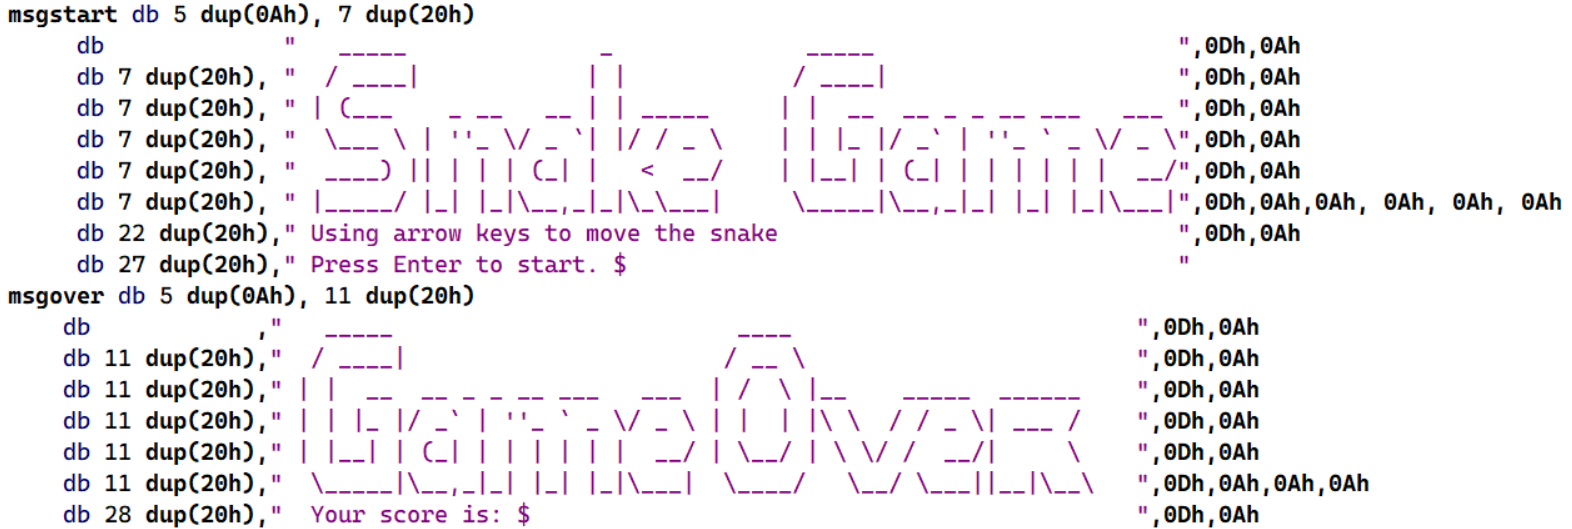 msgstart db 5 dup(0Ah), 7 dup(20h)
     db             "   _____              _              _____                       ",0Dh,0Ah
     db 7 dup(20h), "  / ____|            | |            / ____|                      ",0Dh,0Ah
     db 7 dup(20h), " | (___    _ __   __ | | _____     | |  __  __ _ _ __ ___   ___ ",0Dh,0Ah
     db 7 dup(20h), "  \___ \ | ''_ \/ _ `| |/ / _ \    | | |_ |/ _` | ''_ ` _ \/ _ \",0Dh,0Ah
     db 7 dup(20h), "  ____) || | | | (_| |   <  __/    | |__| | (_| | | | | | |  __/",0Dh,0Ah
     db 7 dup(20h), " |_____/ |_| |_|\__,_|_|\_\___|     \_____|\__,_|_| |_| |_|\___|",0Dh,0Ah,0Ah, 0Ah, 0Ah, 0Ah
     db 22 dup(20h)," Using arrow keys to move the snake                             ",0Dh,0Ah
     db 27 dup(20h)," Press Enter to start. $                                        "
msgover db 5 dup(0Ah), 11 dup(20h)
    db            ,"   _____                         ____                          ",0Dh,0Ah
    db 11 dup(20h),"  / ____|                       / __ \                         ",0Dh,0Ah
    db 11 dup(20h)," | |  __  __ _ _ __ ___   ___  | /  \ |__    _____  ______    ",0Dh,0Ah
    db 11 dup(20h)," | | |_ |/ _` | ''_ ` _ \/ _ \ | |  | |\ \  / / _ \| ___ /    ",0Dh,0Ah
    db 11 dup(20h)," | |__| | (_| | | | | | |  __/ | \__/ | \ \/ /  __/|     \    ",0Dh,0Ah
    db 11 dup(20h),"  \_____|\__,_|_| |_| |_|\___|  \____/   \__/ \___||__|\__\   ",0Dh,0Ah,0Ah,0Ah
    db 28 dup(20h),"  Your score is: $                                            ",0Dh,0Ah